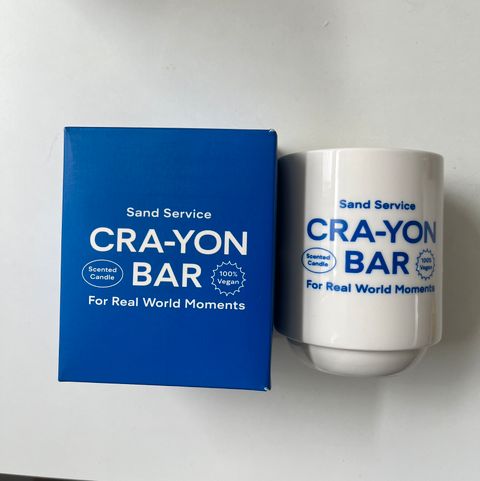 Sand Service
CRA-YON
Scented
Candle
BAR
100%
Vegan
For Real World Moments
Sand Service
CRA-YON
Scented
Candle
BAR
100%
Vegan
For Real World Moments